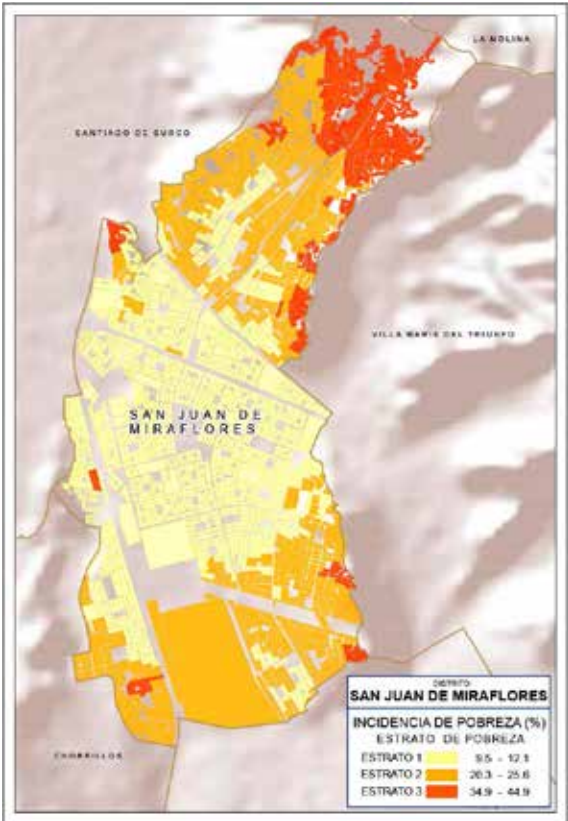 LA MOLINA
SANTIAGO DE SURCO
VILLA MARIA DEL TRIUNFO
SAN JUAN DE
MIRAFLORES
CHORRILLOS
DISTRITO
SAN JUAN DE MIRAFLORES
INCIDENCIA DE POBREZA (%)
ESTRATO DE POBREZA
ESTRATO 1 9.5 - 12.1
ESTRATO 2 20.3 - 25.6
ESTRATO 3 34.9 - 44.9